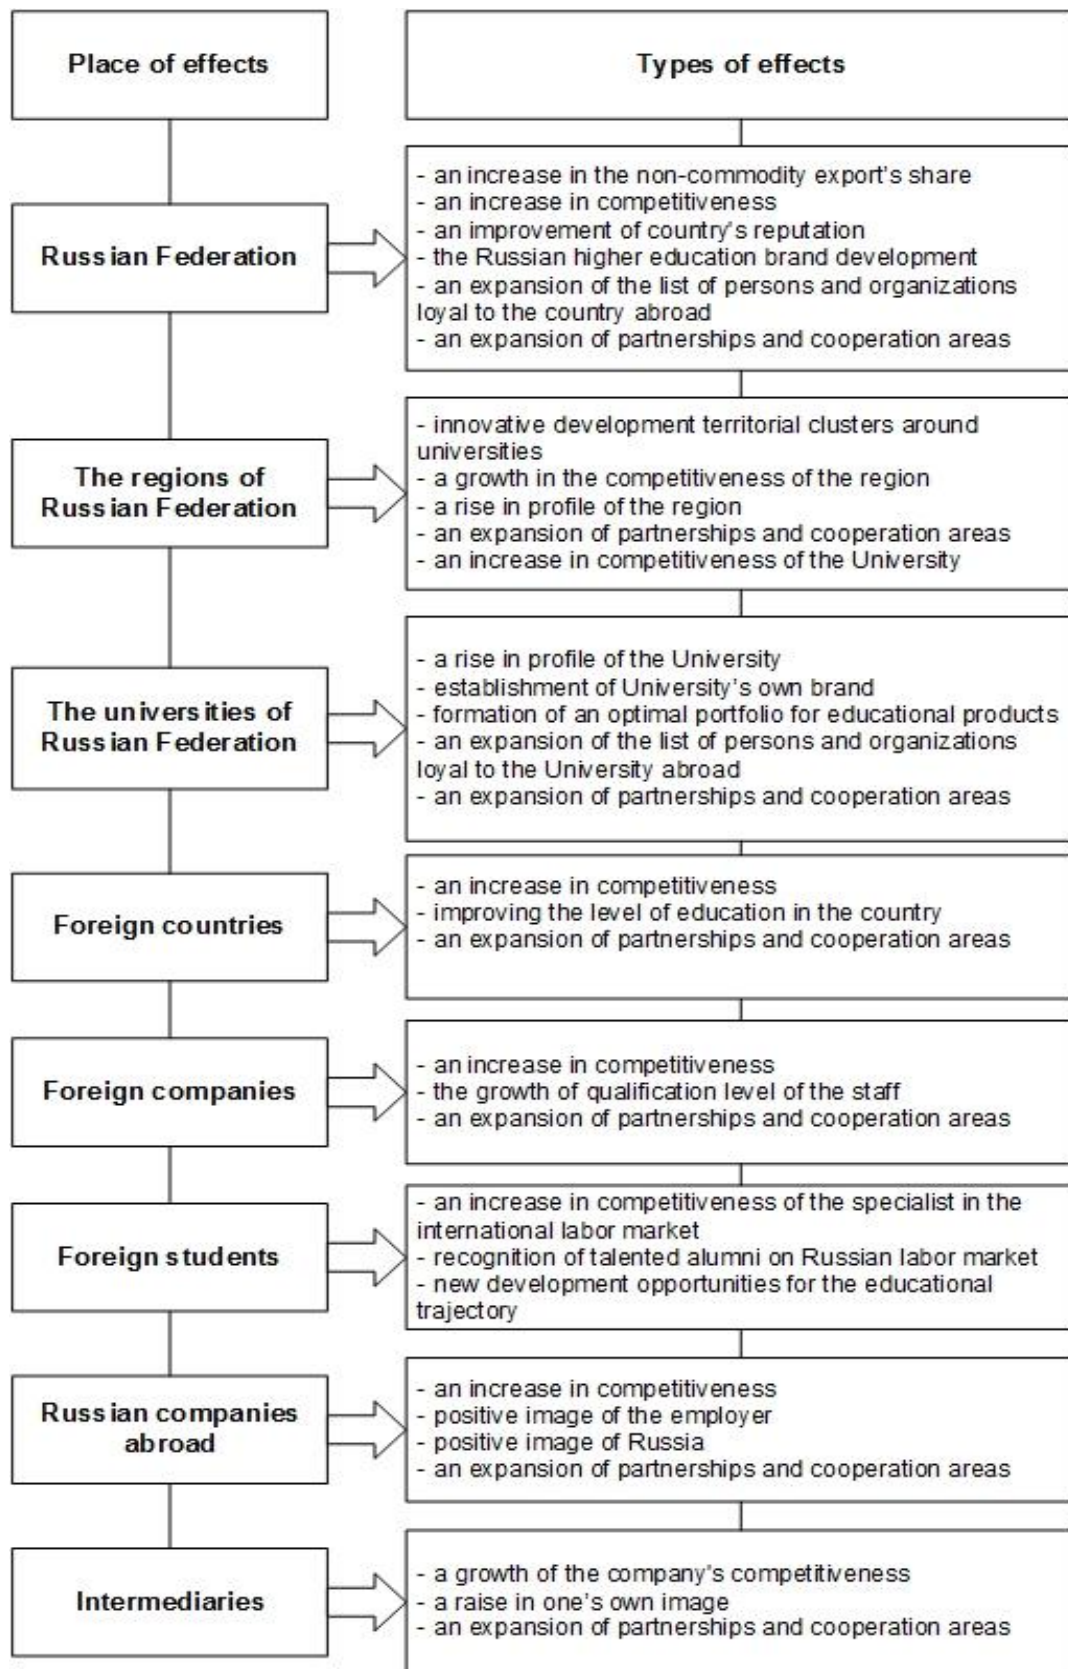 Place of effects
Types of effects
Russian Federation
- an increase in the non-commodity export's share
- an increase in competitiveness
- an improvement of country's reputation
- the Russian higher education brand development
- an expansion of the list of persons and organizations
loyal to the country abroad
- an expansion of partnerships and cooperation areas
The regions of
Russian Federation
- innovative development territorial clusters around
universities
- a growth in the competitiveness of the region
- a rise in profile of the region
- an expansion of partnerships and cooperation areas
- an increase in competitiveness of the University
The universities of
Russian Federation
- a rise in profile of the University
- establishment of University's own brand
- formation of an optimal portfolio for educational products
- an expansion of the list of persons and organizations
loyal to the University abroad
- an expansion of partnerships and cooperation areas
Foreign countries
- an increase in competitiveness
- improving the level of education in the country
- an expansion of partnerships and cooperation areas
Foreign companies
- an increase in competitiveness
- the growth of qualification level of the staff
- an expansion of partnerships and cooperation areas
Foreign students
- an increase in competitiveness of the specialist in the
international labor market
- recognition of talented alumni on Russian labor market
- new development opportunities for the educational
trajectory
Russian companies
abroad
- an increase in competitiveness
- positive image of the employer
- positive image of Russia
- an expansion of partnerships and cooperation areas
Intermediaries
- a growth of the company's competitiveness
- a raise in one's own image
- an expansion of partnerships and cooperation areas